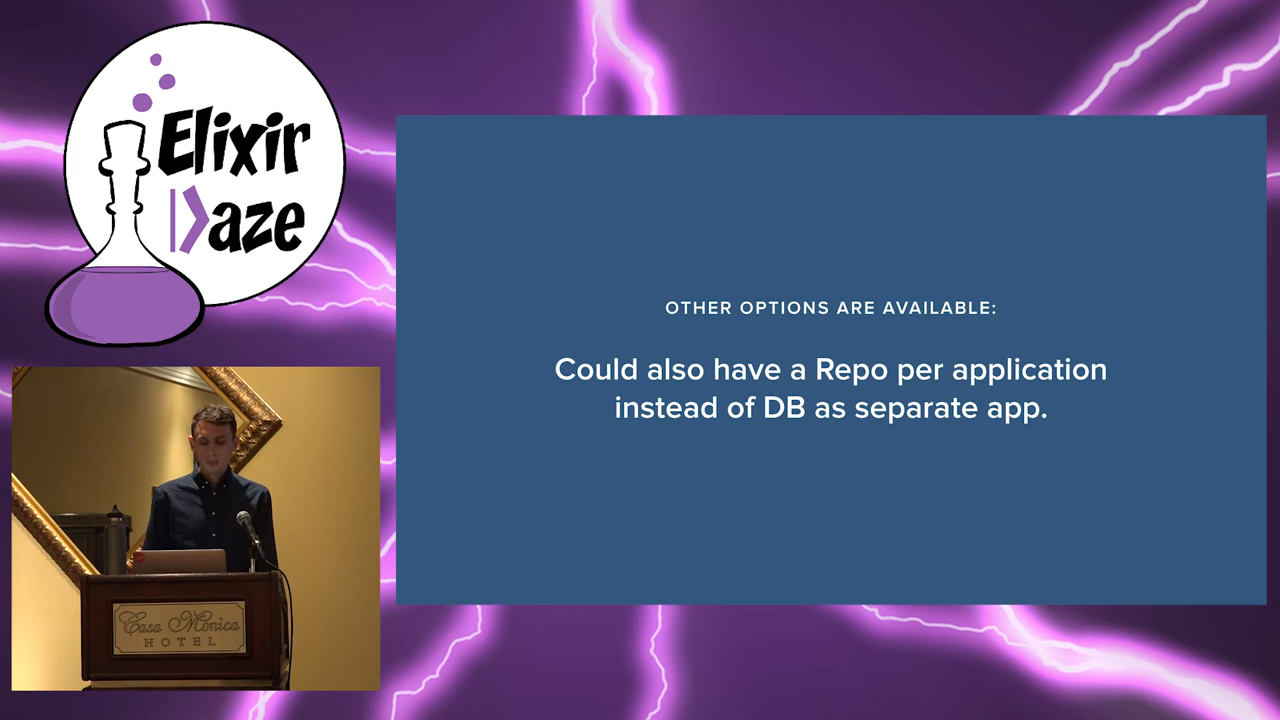 Elixir
Daze
OTHER OPTIONS ARE AVAILABLE:
Could also have a Repo per application
instead of DB as separate app.
Casa Monica
HOTEL